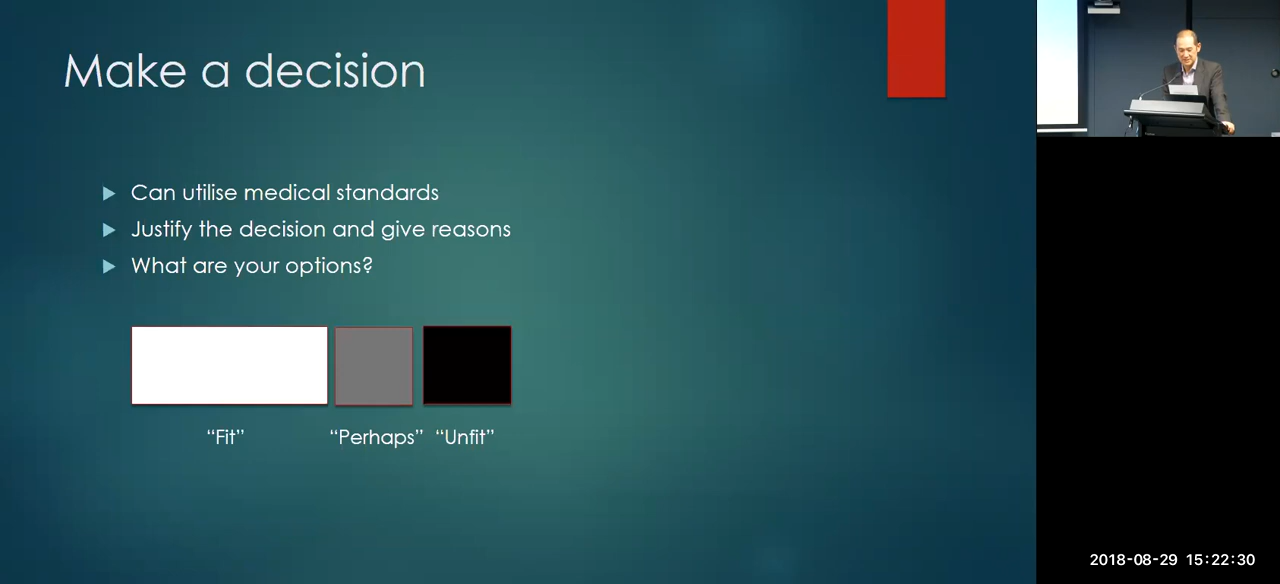 Make a decision
Can utilise medical standards
Justify the decision and give reasons
What are your options?
“Fit” “Perhaps” “Unfit”
2018-08-29 15:22:30